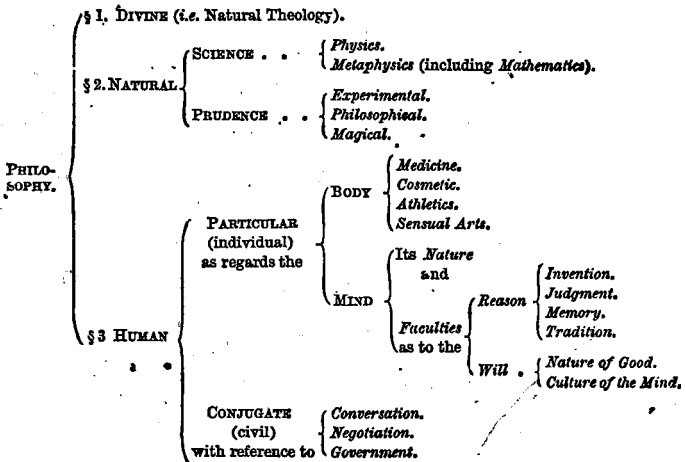 § 1. DIVINE (i.e. Natural Theology).
SCIENCE . .
Physics.
Metaphysics (including Mathematics).
§ 2. NATURAL
PRUDENCE . .
Experimental.
Philosophical.
Magical.
PHILO-
SOPHY.
BODY
Medicine.
Cosmetic.
Athletics.
Sensual Arts.
PARTICULAR
(individual)
as regards the
MIND
Its Nature
and
Faculties
as to the
Reason
Invention.
Judgment.
Memory.
Tradition.
Will .
Nature of Good.
Culture of the Mind.
§ 3 HUMAN
CONJUGATE
(civil)
with reference to
Conversation.
Negotiation.
Government.